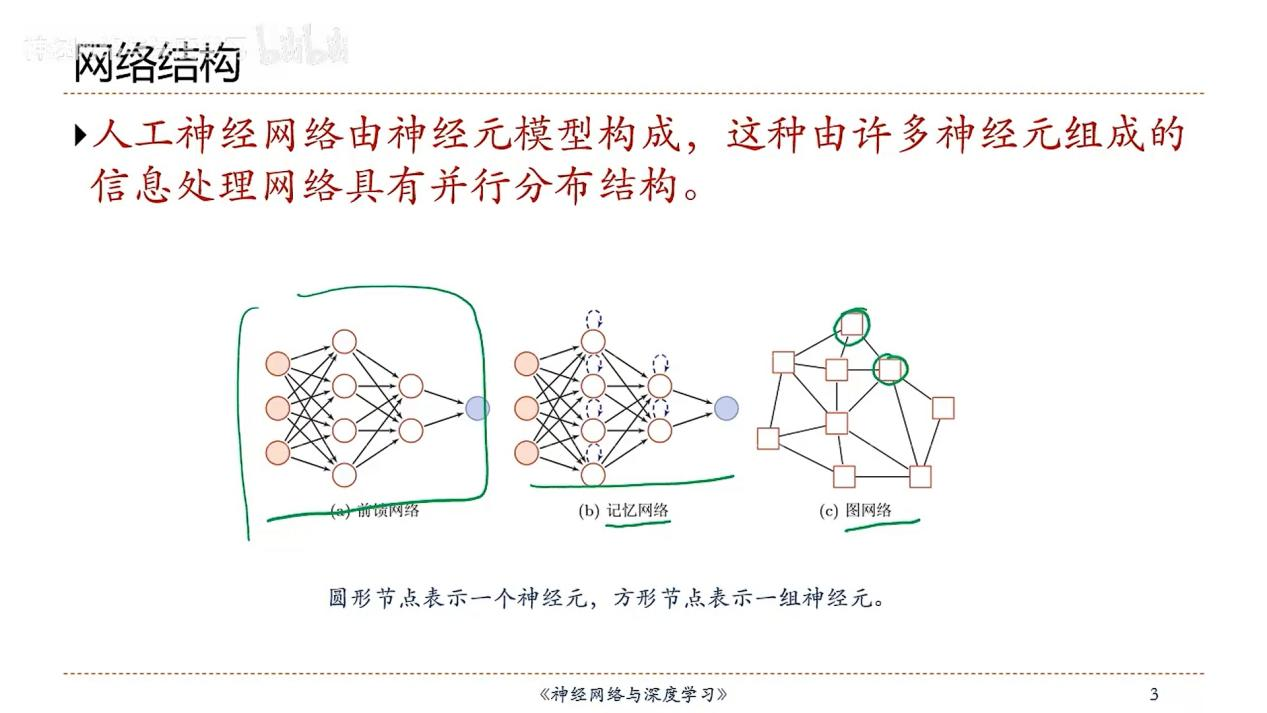 网络结构
人工神经网络由神经元模型构成，这种由许多神经元组成的
信息处理网络具有并行分布结构。
(a) 前馈网络
(b) 记忆网络
(c) 图网络
圆形节点表示一个神经元，方形节点表示一组神经元。
《神经网络与深度学习》
3